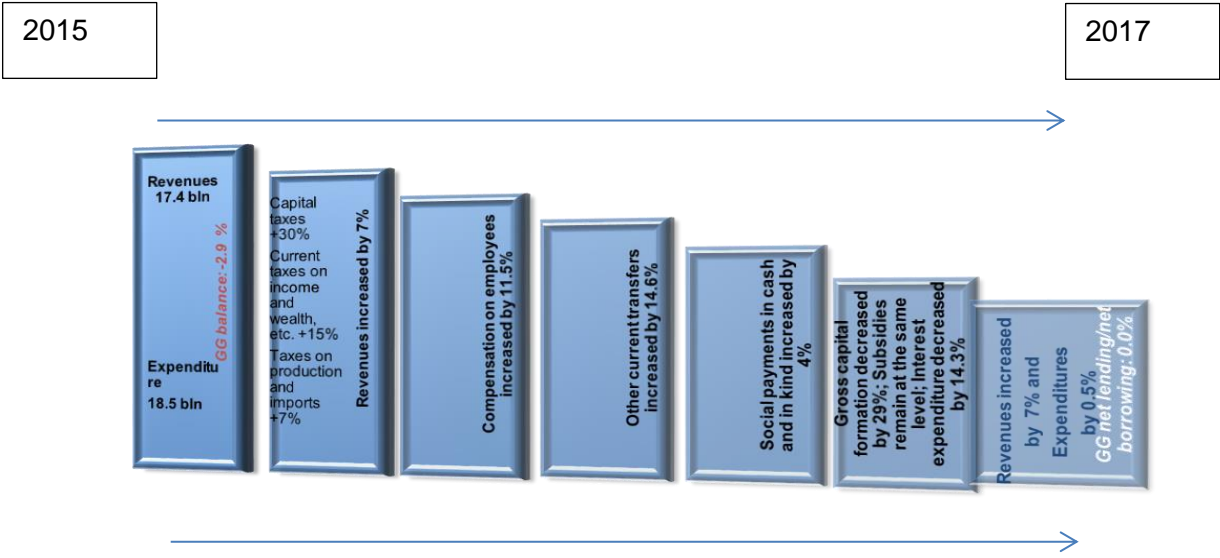 2015
2017
Revenues
17.4 bln
GG balance:-2.9 %
Expenditu
re
18.5 bln
Capital
taxes
+30%
Current
taxes on
income
and
wealth,
etc. +15%
Taxes on
production
and
imports
+7%
Revenues increased by 7%
Compensation on employees
increased by 11.5%
Other current transfers
increased by 14.6%
Social payments in cash
and in kind increased by
4%
Gross capital
formation decreased
by 29%; Subsidies
remain at the same
level; Interest
expenditure decreased
by 14.3%
Revenues increased
by 7% and
Expenditures
by 0.5%
GG net lending/net
borrowing: 0.0%